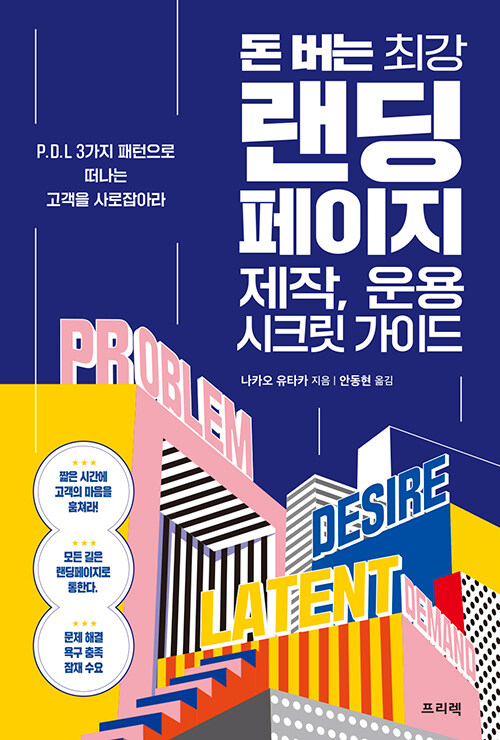 돈 버는 최강
랜딩
페이지
제작, 운용
시크릿 가이드
P.D.L 3가지 패턴으로
떠나는
고객을 사로잡아라
나카오 유타카 지음 | 안동현 옮김
PROBLEM
DESIRE
LATENT
DEMAND
짧은 시간에
고객의 마음을
훔쳐라!
모든 길은
랜딩페이지로
통한다.
문제 해결
욕구 충족
잠재 수요
프리렉